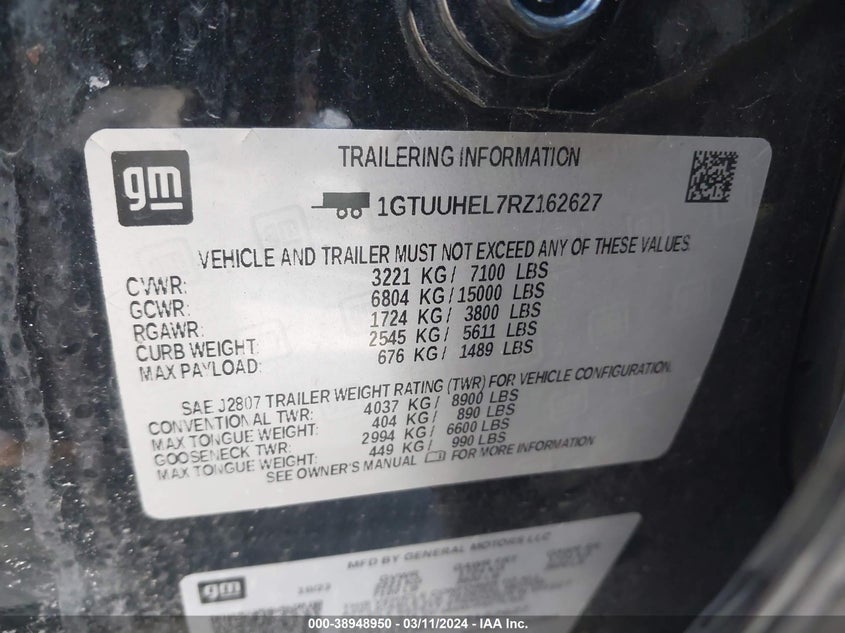 gm
TRAILERING INFORMATION
1GTUUHEL7RZ162627
VEHICLE AND TRAILER MUST NOT EXCEED ANY OF THESE VALUES
CVWR: 3221 KG/ 7100 LBS
GCWR: 6804 KG/15000 LBS
RGAWR: 1724 KG/ 3800 LBS
CURB WEIGHT: 2545 KG/ 5611 LBS
MAX PAYLOAD: 676 KG/ 1489 LBS
SAE J2807 TRAILER WEIGHT RATING (TWR) FOR VEHICLE CONFIGURATION.
CONVENTIONAL TWR: 4037 KG/ 8900 LBS
MAX TONGUE WEIGHT: 404 KG/ 890 LBS
GOOSENECK TWR: 2994 KG/ 6600 LBS
MAX TONGUE WEIGHT: 449 KG/ 990 LBS
SEE OWNER'S MANUAL FOR MORE INFORMATION
MFD BY GENERAL MOTORS LLC
gm
10/23
000-38948950 - 03/11/2024 - IAA Inc.